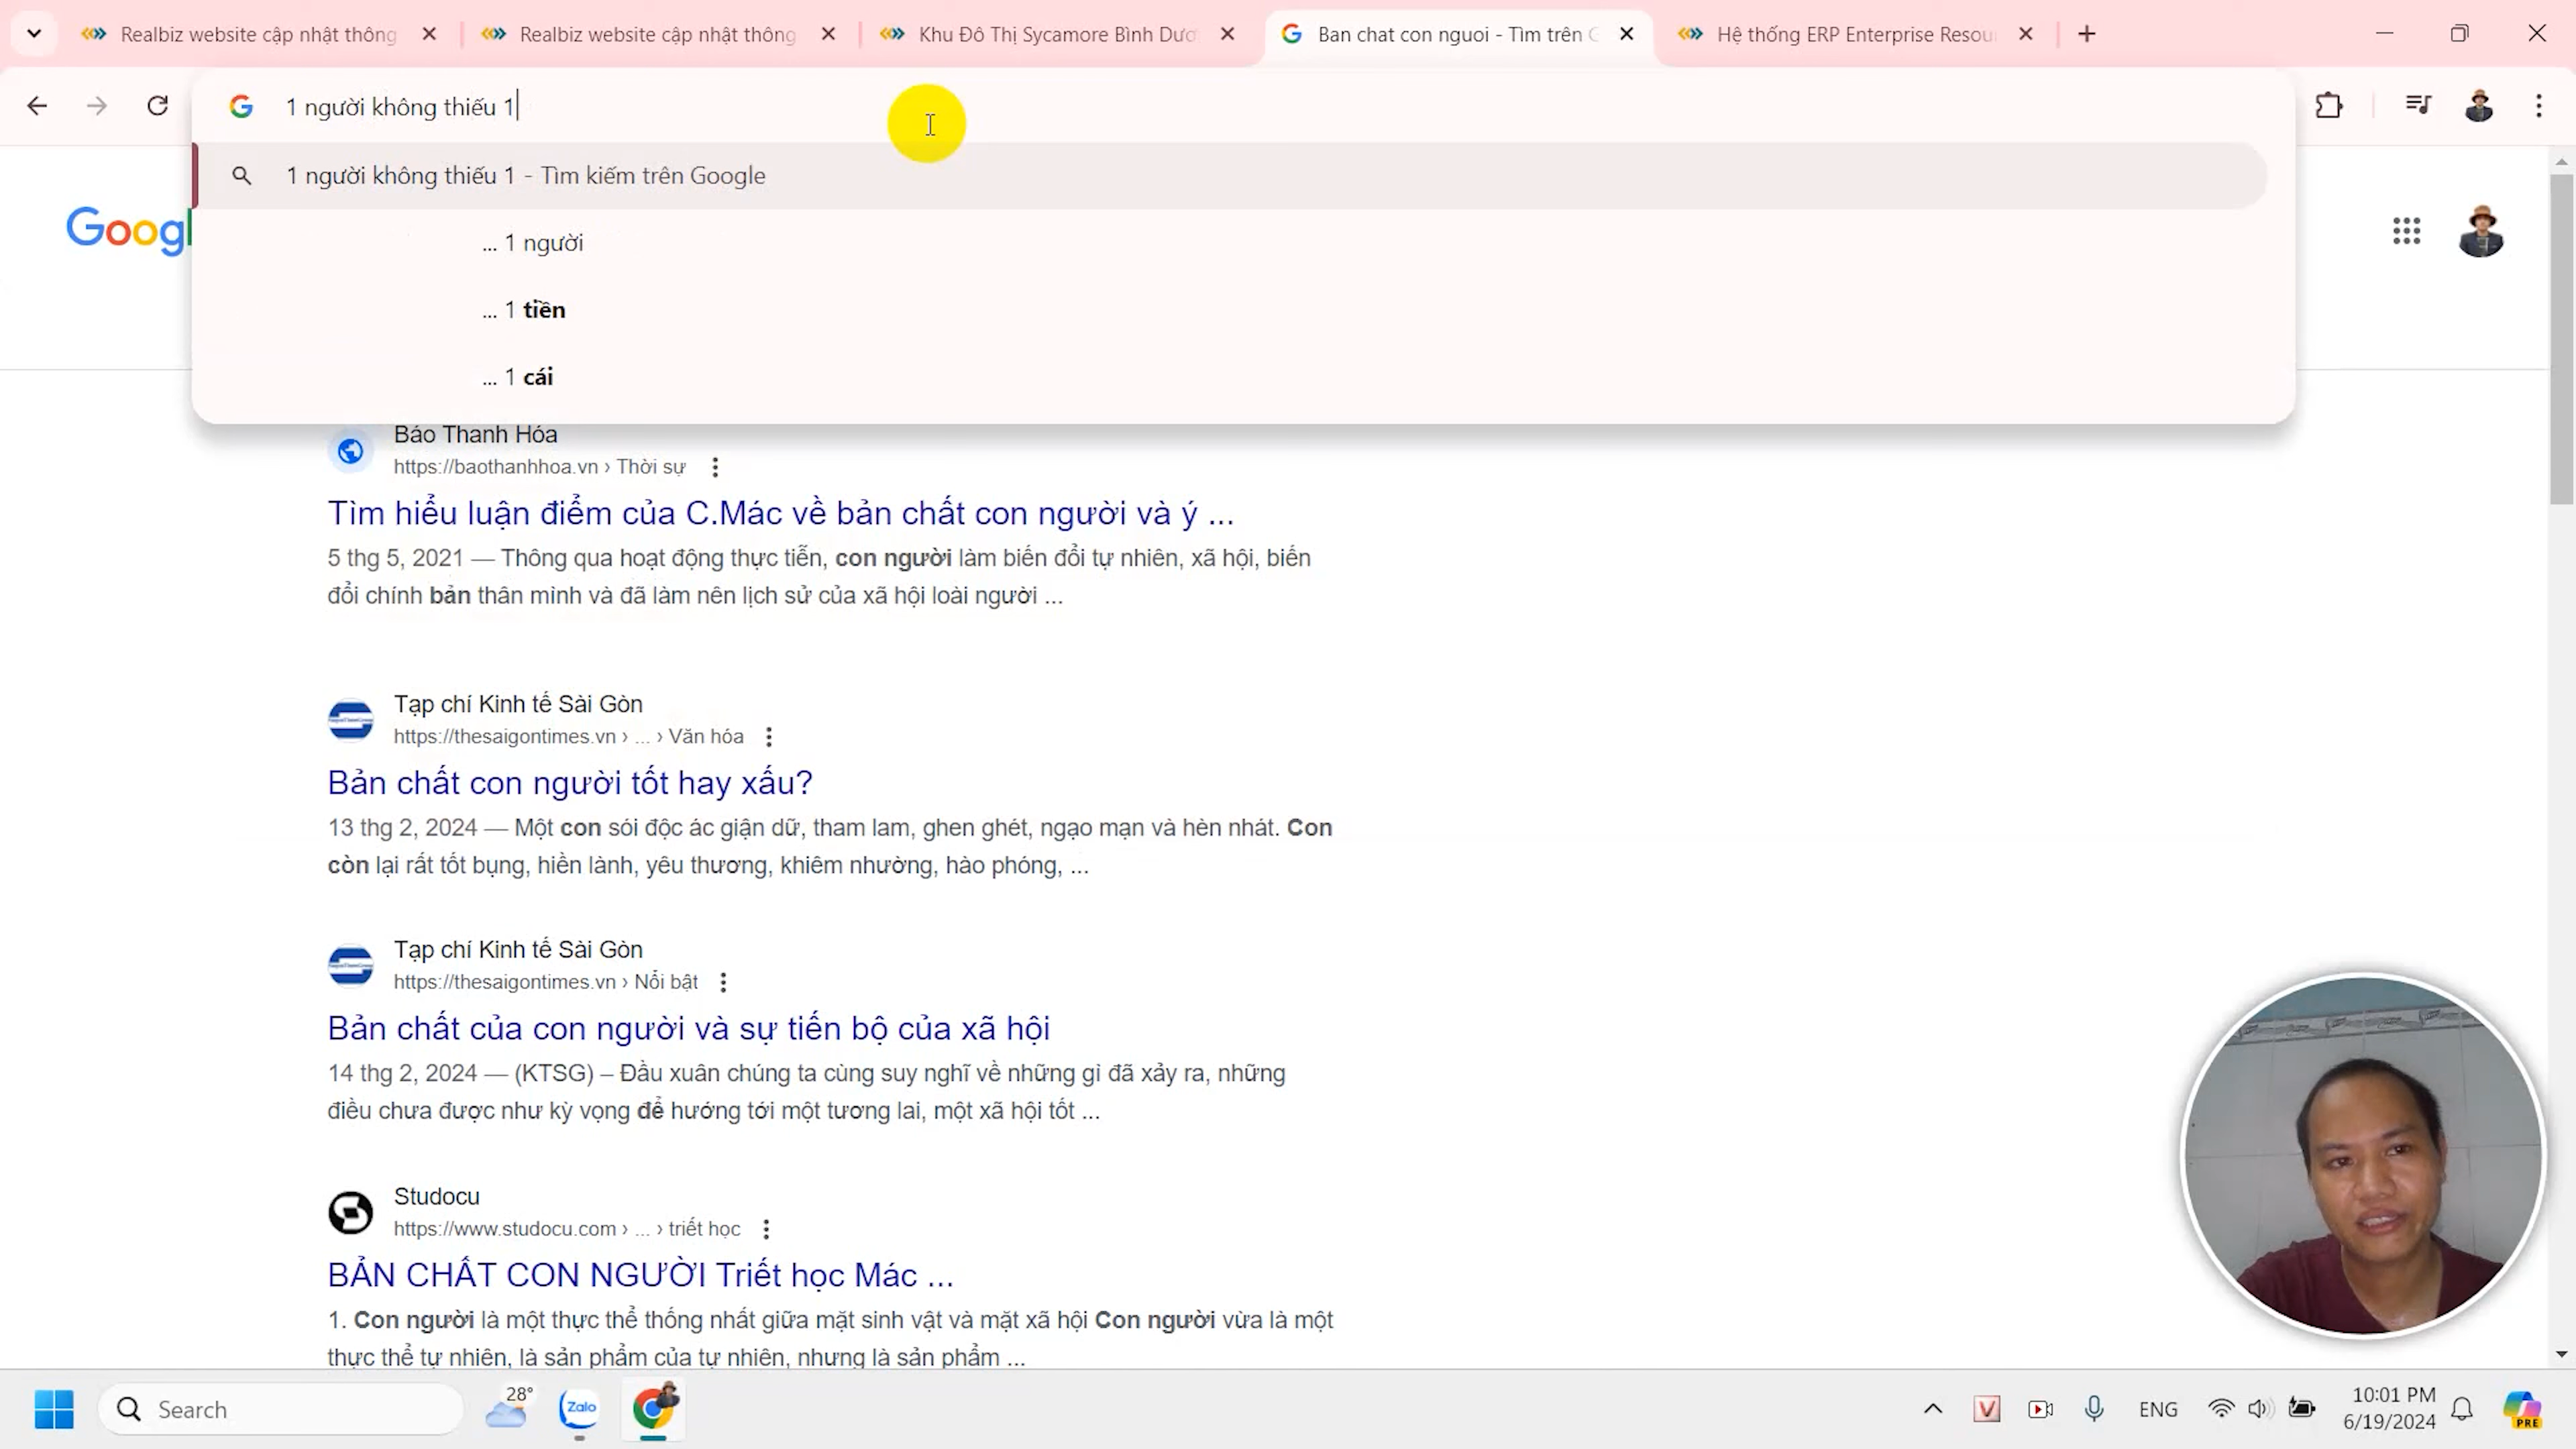 Realbiz website cập nhật thông
Realbiz website cập nhật thông
Khu Đô Thị Sycamore Bình Dươ
Ban chat con nguoi - Tìm trên G
Hệ thống ERP Enterprise Resou
1 người không thiếu 1
1 người không thiếu 1 - Tìm kiếm trên Google
... 1 người
... 1 tiền
... 1 cái
Googl
Báo Thanh Hóa
https://baothanhhoa.vn › Thời sự
Tìm hiểu luận điểm của C.Mác về bản chất con người và ý ...
5 thg 5, 2021 — Thông qua hoạt động thực tiễn, con người làm biến đổi tự nhiên, xã hội, biến
đổi chính bản thân mình và đã làm nên lịch sử của xã hội loài người ...
Tạp chí Kinh tế Sài Gòn
https://thesaigontimes.vn › ... › Văn hóa
Bản chất con người tốt hay xấu?
13 thg 2, 2024 — Một con sói độc ác giận dữ, tham lam, ghen ghét, ngạo mạn và hèn nhát. Con
còn lại rất tốt bụng, hiền lành, yêu thương, khiêm nhường, hào phóng, ...
Tạp chí Kinh tế Sài Gòn
https://thesaigontimes.vn › Nổi bật
Bản chất của con người và sự tiến bộ của xã hội
14 thg 2, 2024 — (KTSG) – Đầu xuân chúng ta cùng suy nghĩ về những gì đã xảy ra, những
điều chưa được như kỳ vọng để hướng tới một tương lai, một xã hội tốt ...
Studocu
https://www.studocu.com › ... › triết học
BẢN CHẤT CON NGƯỜI Triết học Mác ...
1. Con người là một thực thể thống nhất giữa mặt sinh vật và mặt xã hội Con người vừa là một
thực thể tự nhiên, là sản phẩm của tự nhiên, nhưng là sản phẩm ...
Search
28°
Zalo
V
ENG
10:01 PM
6/19/2024
PRE